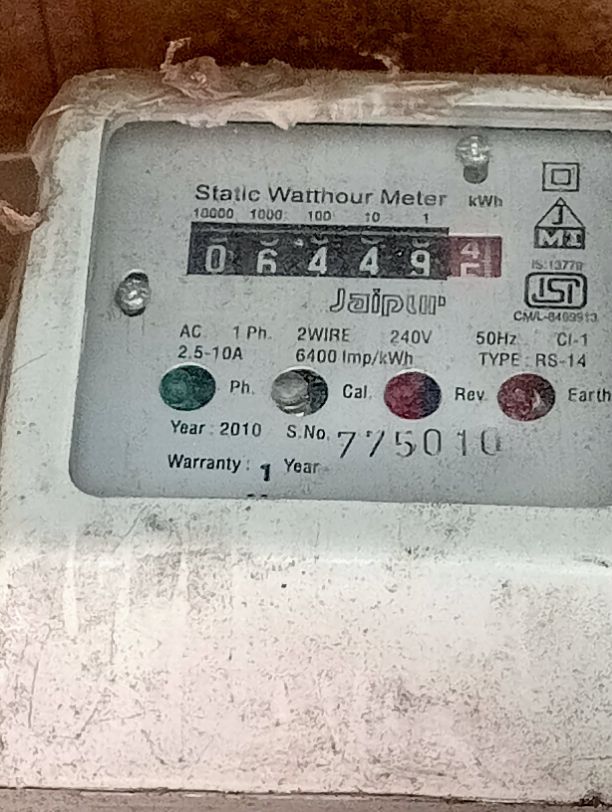 Static Watthour Meter kWh
10000 1000 100 10 1
0 6 4 4 9
Jaipur
IS:13779
ISI
CM/L-8409913
AC 1 Ph. 2WIRE 240V 50Hz Cl-1
2.5-10A 6400 Imp/kWh TYPE : RS-14
Ph. Cal. Rev. Earth
Year : 2010 S.No. 775010
Warranty : 1 Year